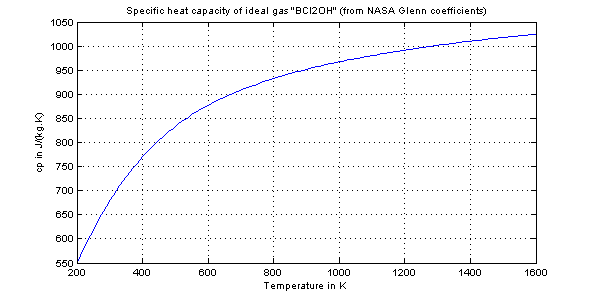 Specific heat capacity of ideal gas "BCl2OH" (from NASA Glenn coefficients)
1050
1000
950
900
850
800
750
700
650
600
550
cp in J/(kg.K)
200 400 600 800 1000 1200 1400 1600
Temperature in K